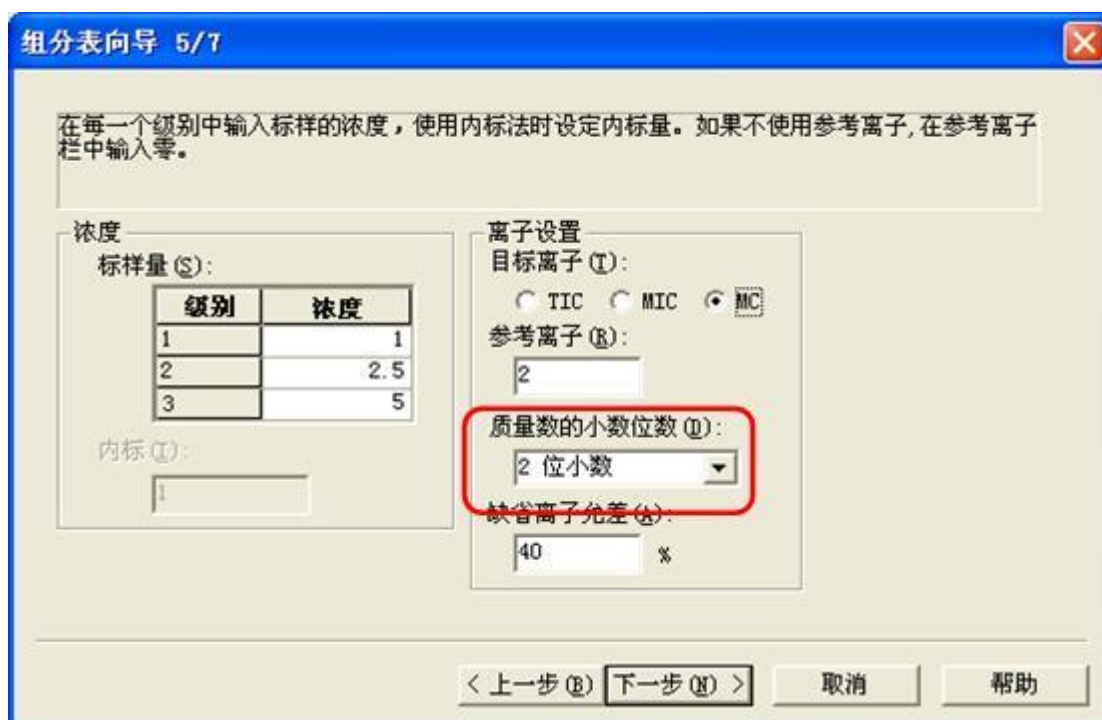 组分表向导 5/7
在每一个级别中输入标样的浓度，使用内标法时设定内标量。如果不使用参考离子,在参考离子
栏中输入零。
浓度
标样量(S):
级别 浓度
1 1
2 2.5
3 5
内标(I):
1
离子设置
目标离子(T):
TIC MIC MC
参考离子(R):
2
质量数的小数位数(D):
2 位小数
缺省离子允差(A):
40 %
< 上一步(B) 下一步(N) > 取消 帮助